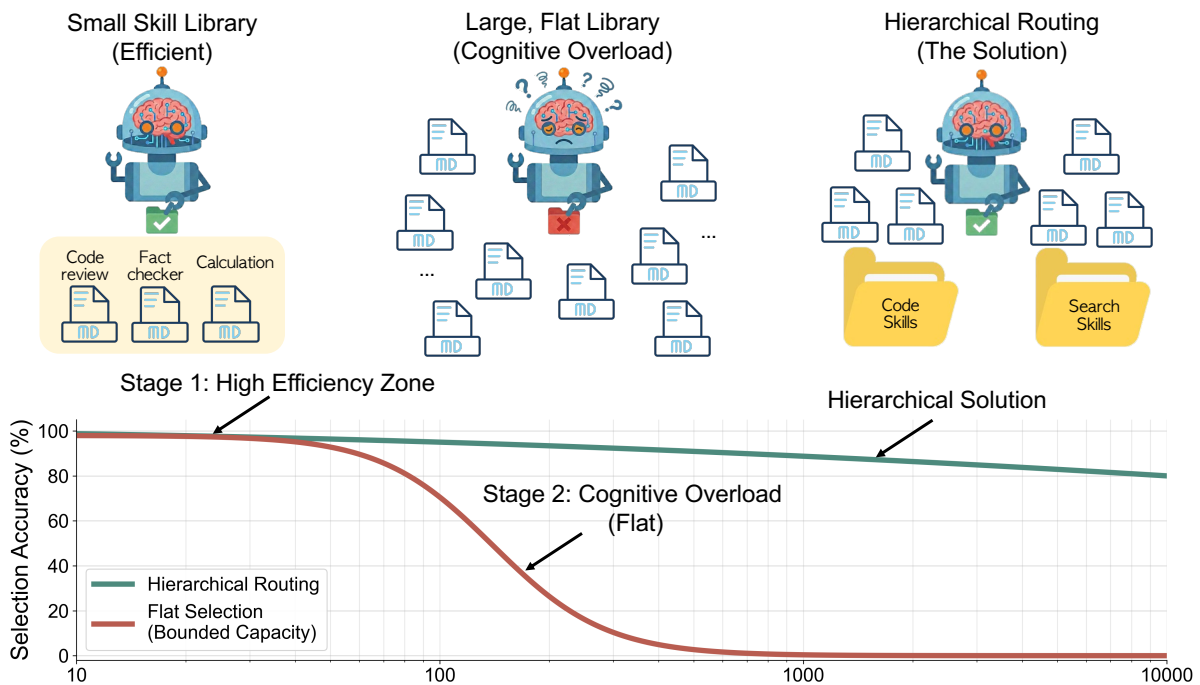 Small Skill Library
(Efficient)
Large, Flat Library
(Cognitive Overload)
Hierarchical Routing
(The Solution)
? ? ?
?
MD
MD
MD
MD
MD
MD
MD
MD
...
...
MD
MD
MD
MD
MD
MD
Code
review
Fact
checker
Calculation
MD
MD
MD
Code
Skills
Search
Skills
Stage 1: High Efficiency Zone
Hierarchical Solution
Stage 2: Cognitive Overload
(Flat)
Selection Accuracy (%)
100
80
60
40
20
0
Hierarchical Routing
Flat Selection
(Bounded Capacity)
10
100
1000
10000